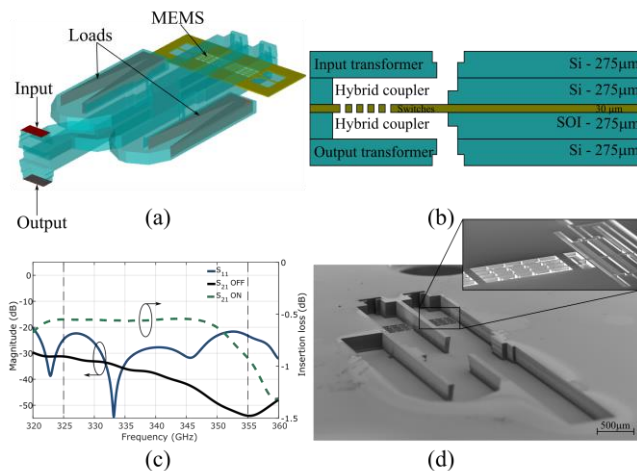 MEMS
Loads
Input
Output
(a)
Input transformer
Si - 275μm
Hybrid coupler
Si - 275μm
Switches
30 μm
Hybrid coupler
SOI - 275μm
Output transformer
Si - 275μm
(b)
S11
S21 OFF
S21 ON
Magnitude (dB)
0
-10
-20
-30
-40
-50
320 325 330 335 340 345 350 355 360
Frequency (GHz)
0
-0.5
-1
-1.5
Insertion loss (dB)
(c)
500μm
(d)